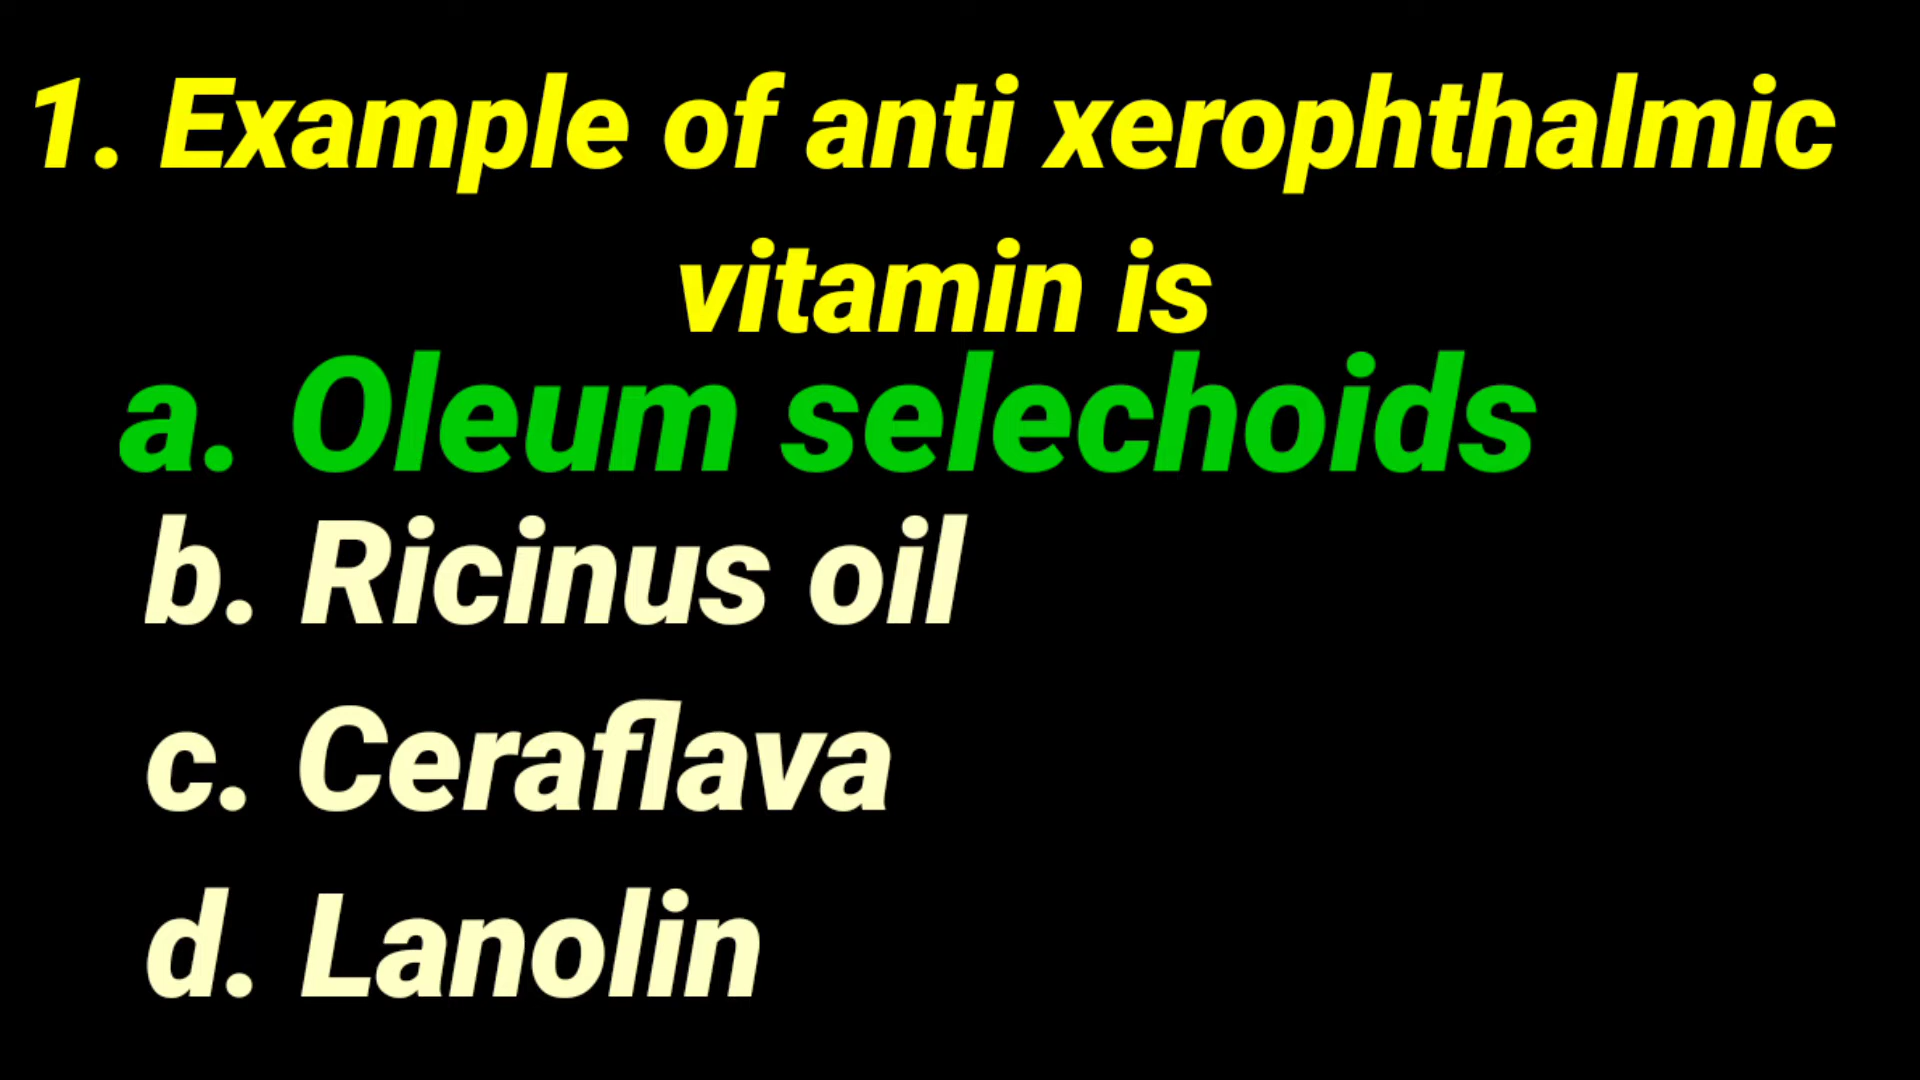 1. Example of anti xerophthalmic
vitamin is
a. Oleum selechoids
b. Ricinus oil
c. Ceraflava
d. Lanolin